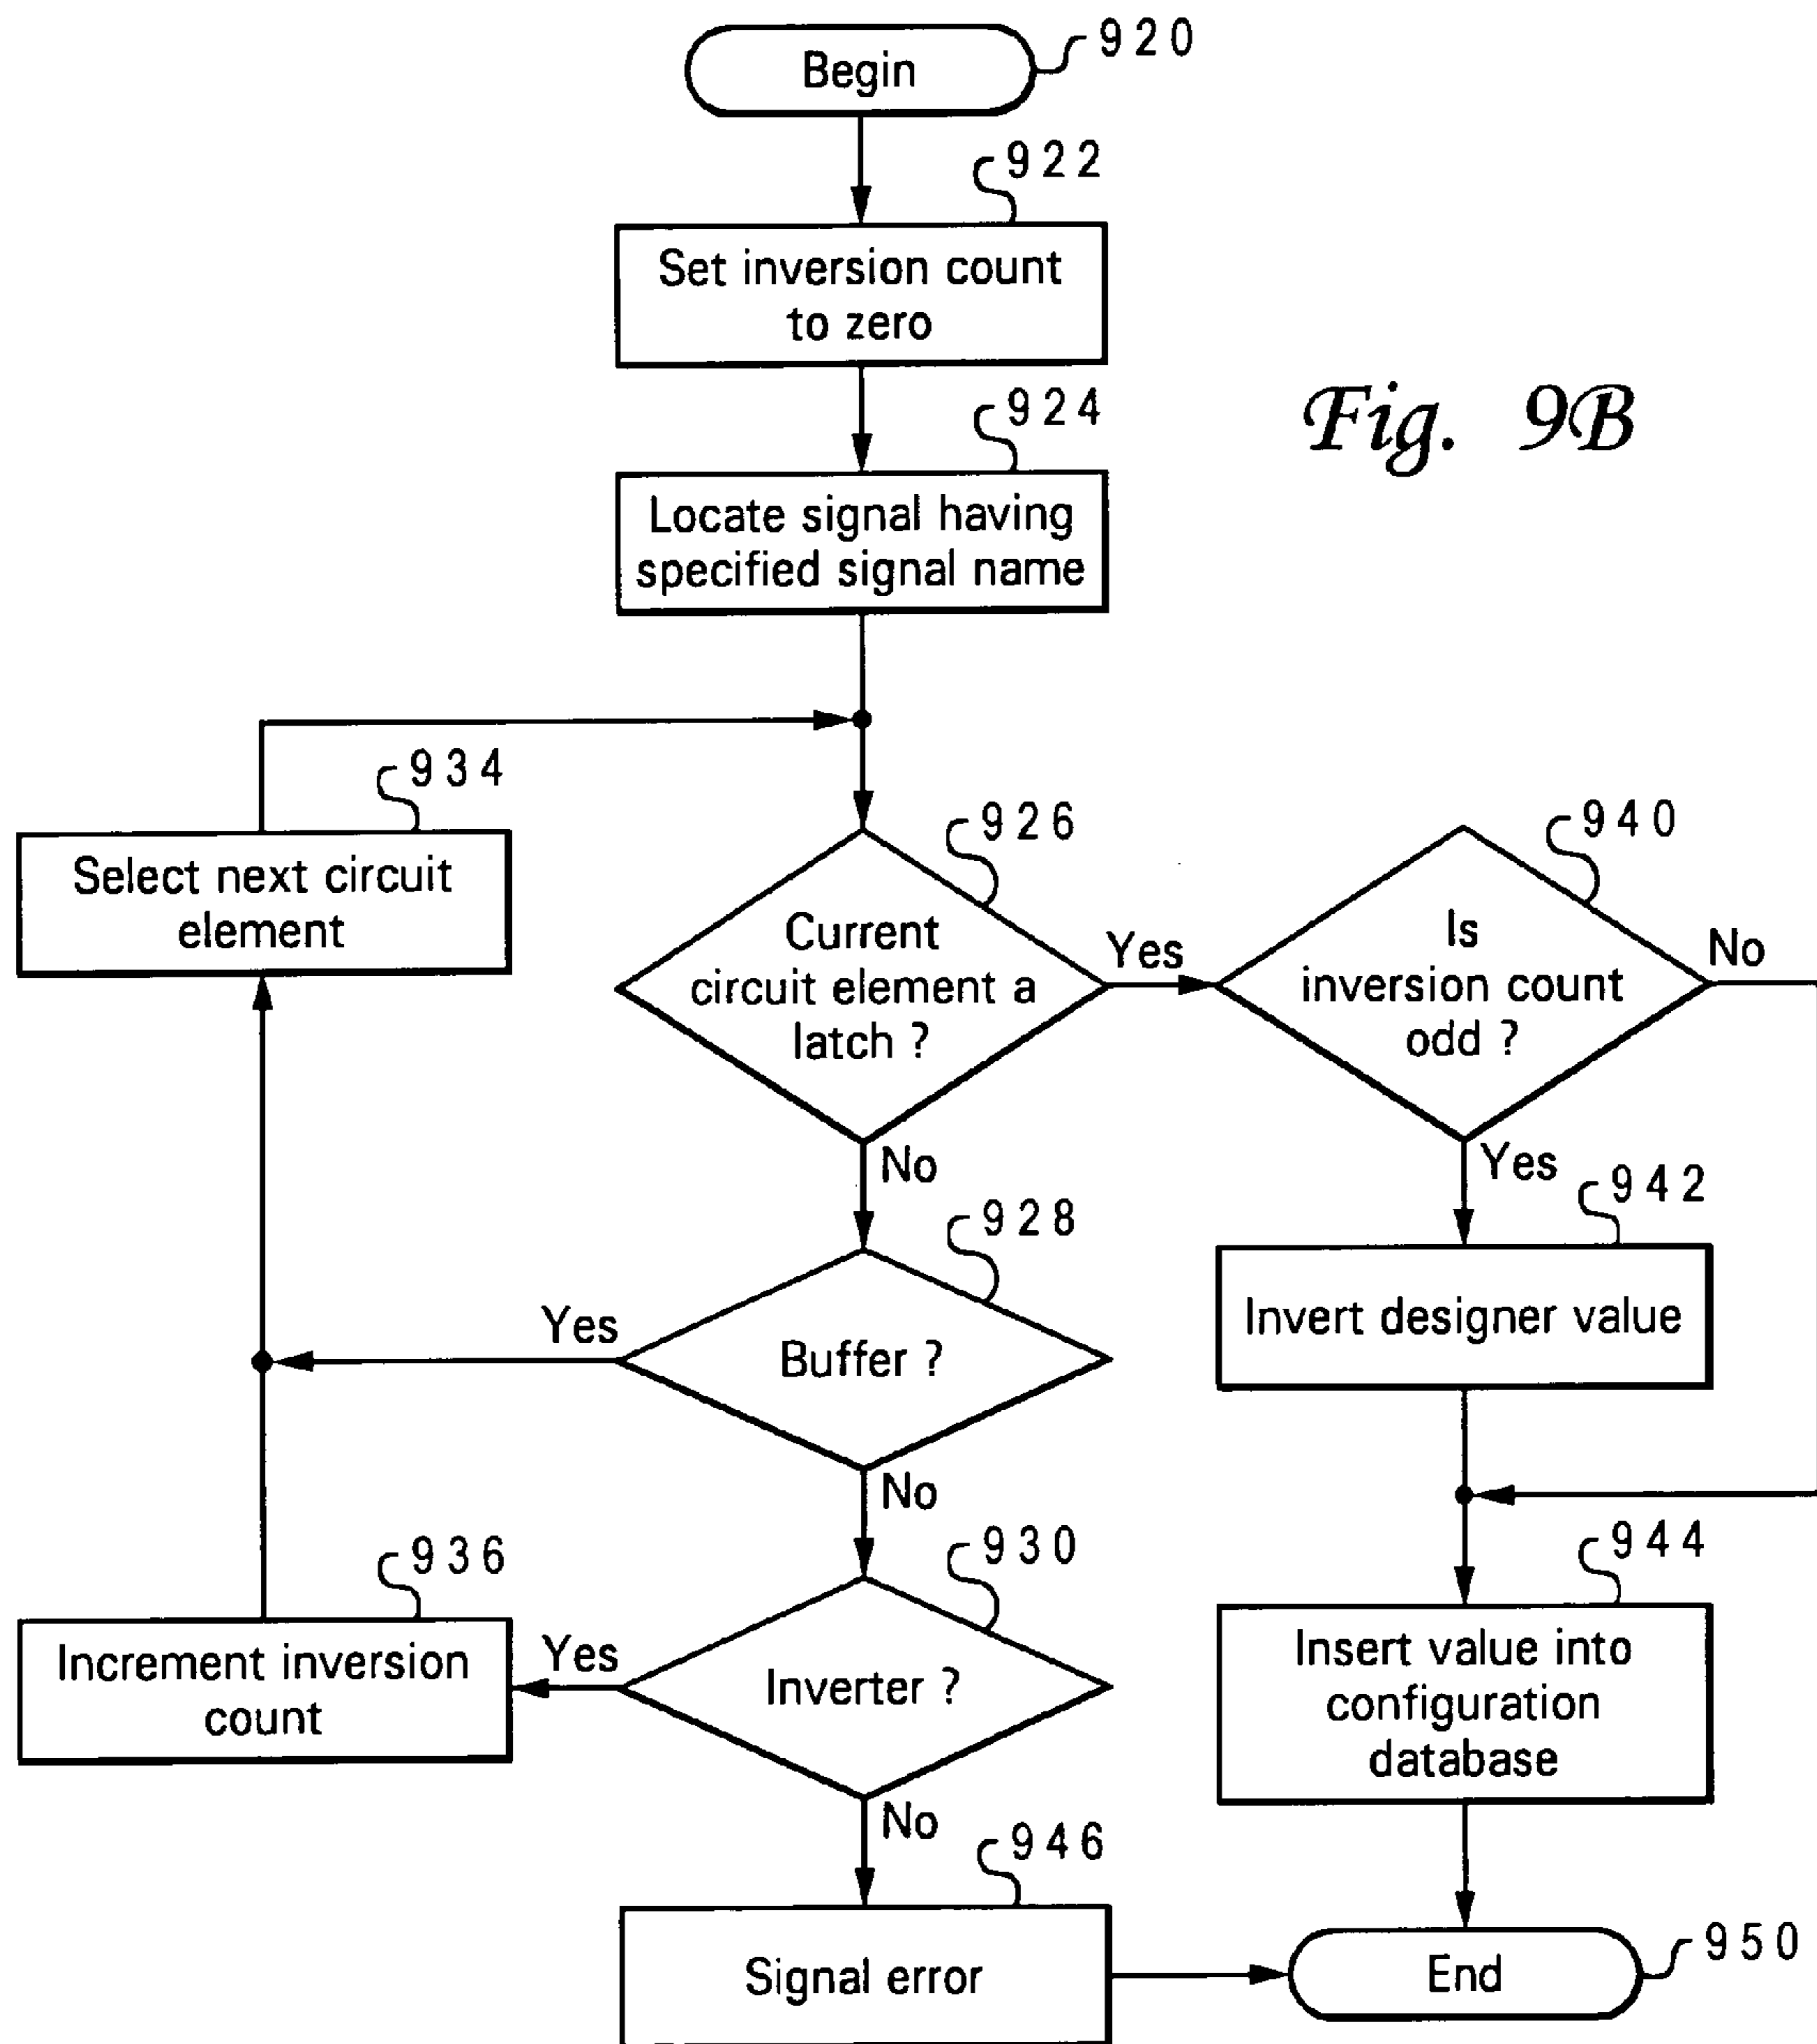 Begin
920
922
Set inversion count
to zero
924
Locate signal having
specified signal name
Fig. 9B
934
Select next circuit
element
926
Current
circuit element a
latch ?
Yes
No
940
Is
inversion count
odd ?
No
Yes
942
Invert designer value
928
Buffer ?
Yes
No
930
Inverter ?
Yes
No
936
Increment inversion
count
944
Insert value into
configuration
database
946
Signal error
End
950